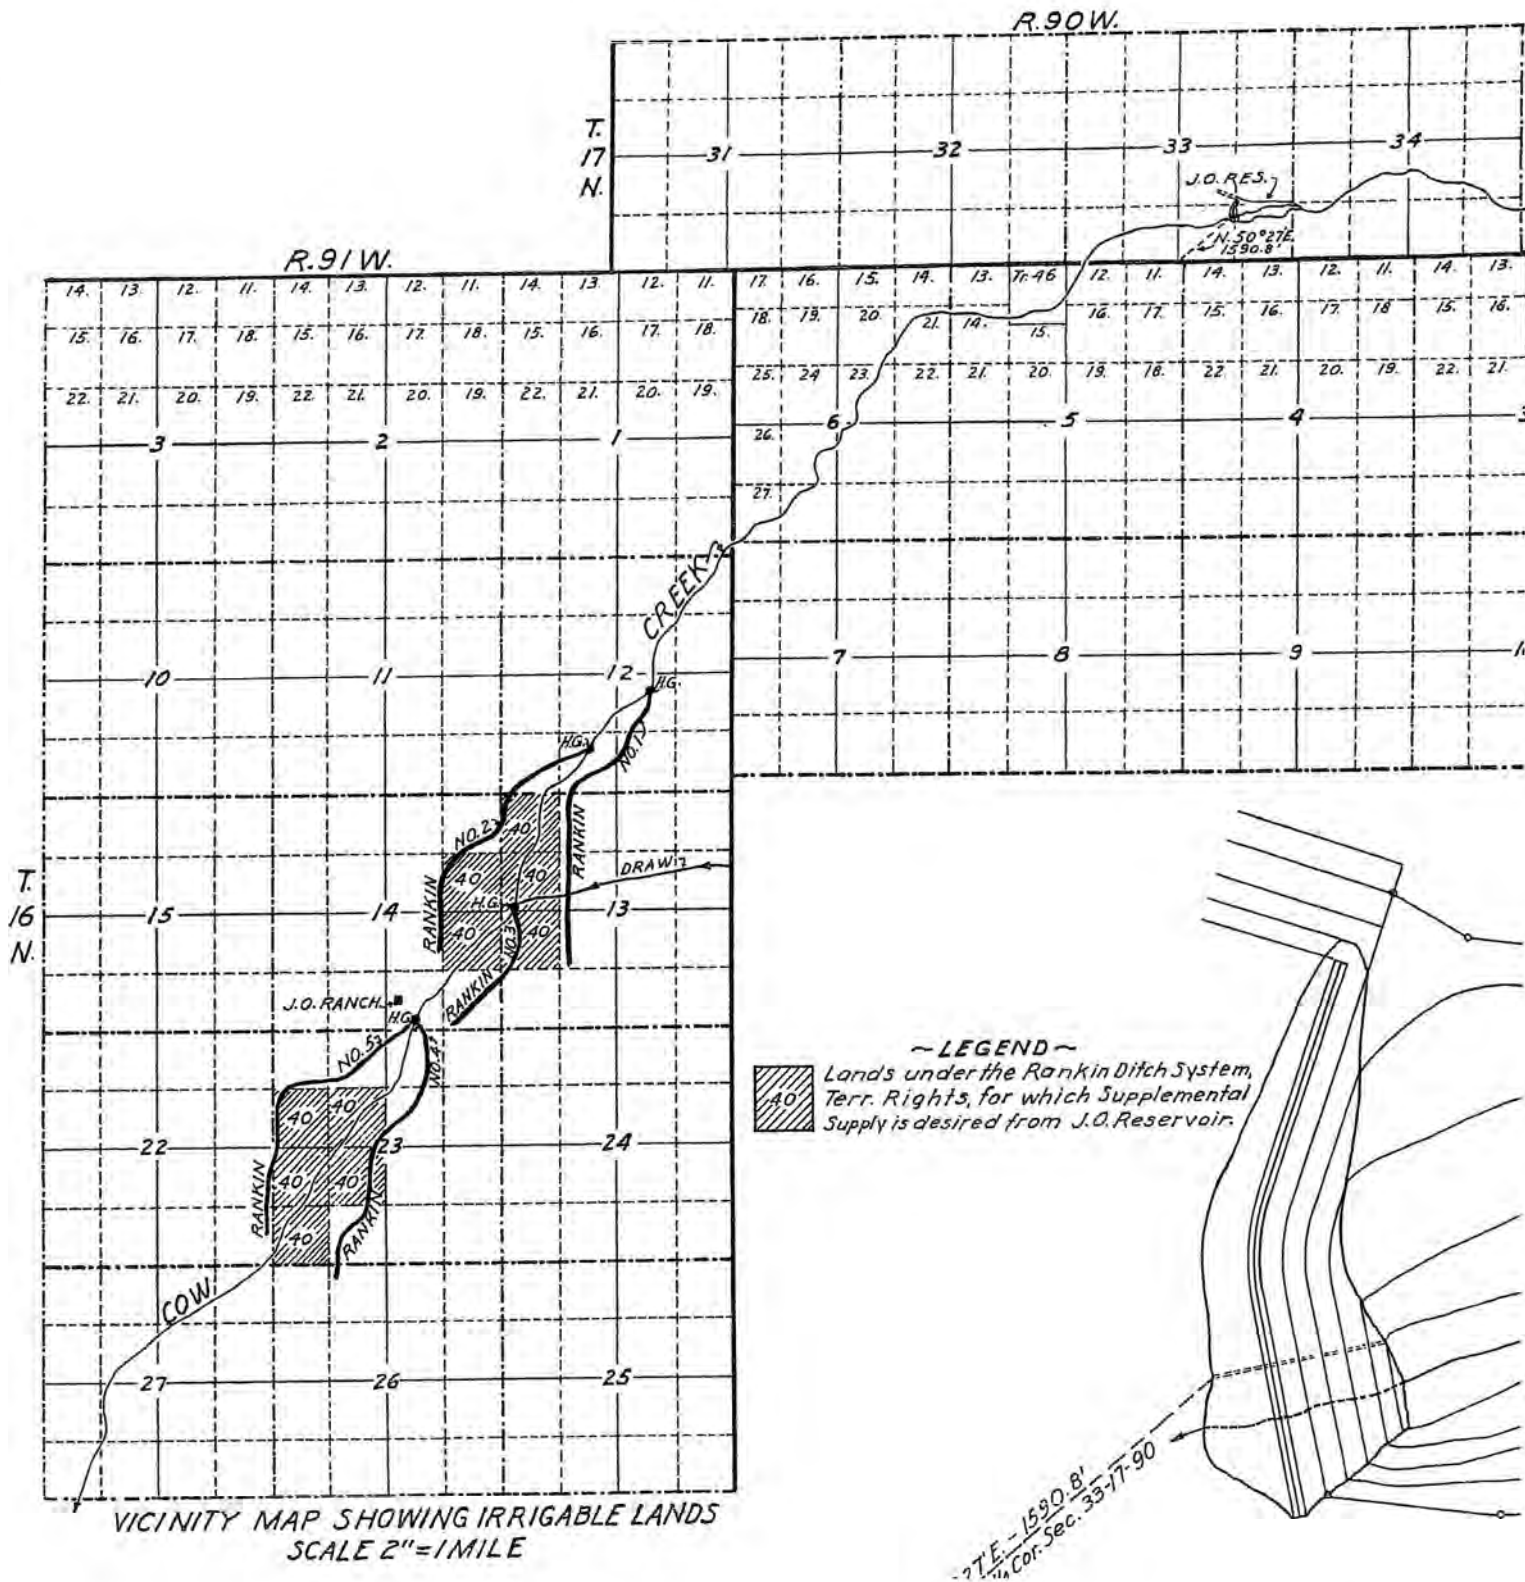 R.90W.
T.
17
N.
31 32 33 34
J.O. RES.
N. 50°27'E.
1590.8'
R.91W.
14. 13. 12. 11. 14. 13. 12. 11. 14. 13. 12. 11. 17. 16. 15. 14. 13. Tr. 46 12. 11. 14. 13. 12. 11. 14. 13.
15. 16. 17. 18. 15. 16. 17. 18. 15. 16. 17. 18. 18. 19. 20. 21. 14. 15. 16. 17. 15. 16. 17. 18 15. 16.
22. 21. 20. 19. 22. 21. 20. 19. 22. 21. 20. 19. 25. 24 23. 22. 21. 20. 19. 18. 22. 21. 20. 19. 22. 21.
3 2 1 6 5 4
26.
27.
CREEK
10 11 12 7 8 9
H.G.
H.G.
NO.1
NO.2
40
RANKIN
DRAW
40 40
RANKIN
H.G.
T.
16
N.
15 14 13
40 NO.3 40
RANKIN
J.O. RANCH
H.G.
NO.5
NO.4
40 40
22 23 24
40 40
RANKIN
RANKIN
40
COW
27 26 25
~LEGEND~
40
Lands under the Rankin Ditch System,
Terr. Rights, for which Supplemental
Supply is desired from J.O. Reservoir.
27'E. - 1590.8'
1/4 Cor. Sec. 33-17-90
VICINITY MAP SHOWING IRRIGABLE LANDS
SCALE 2"=1MILE